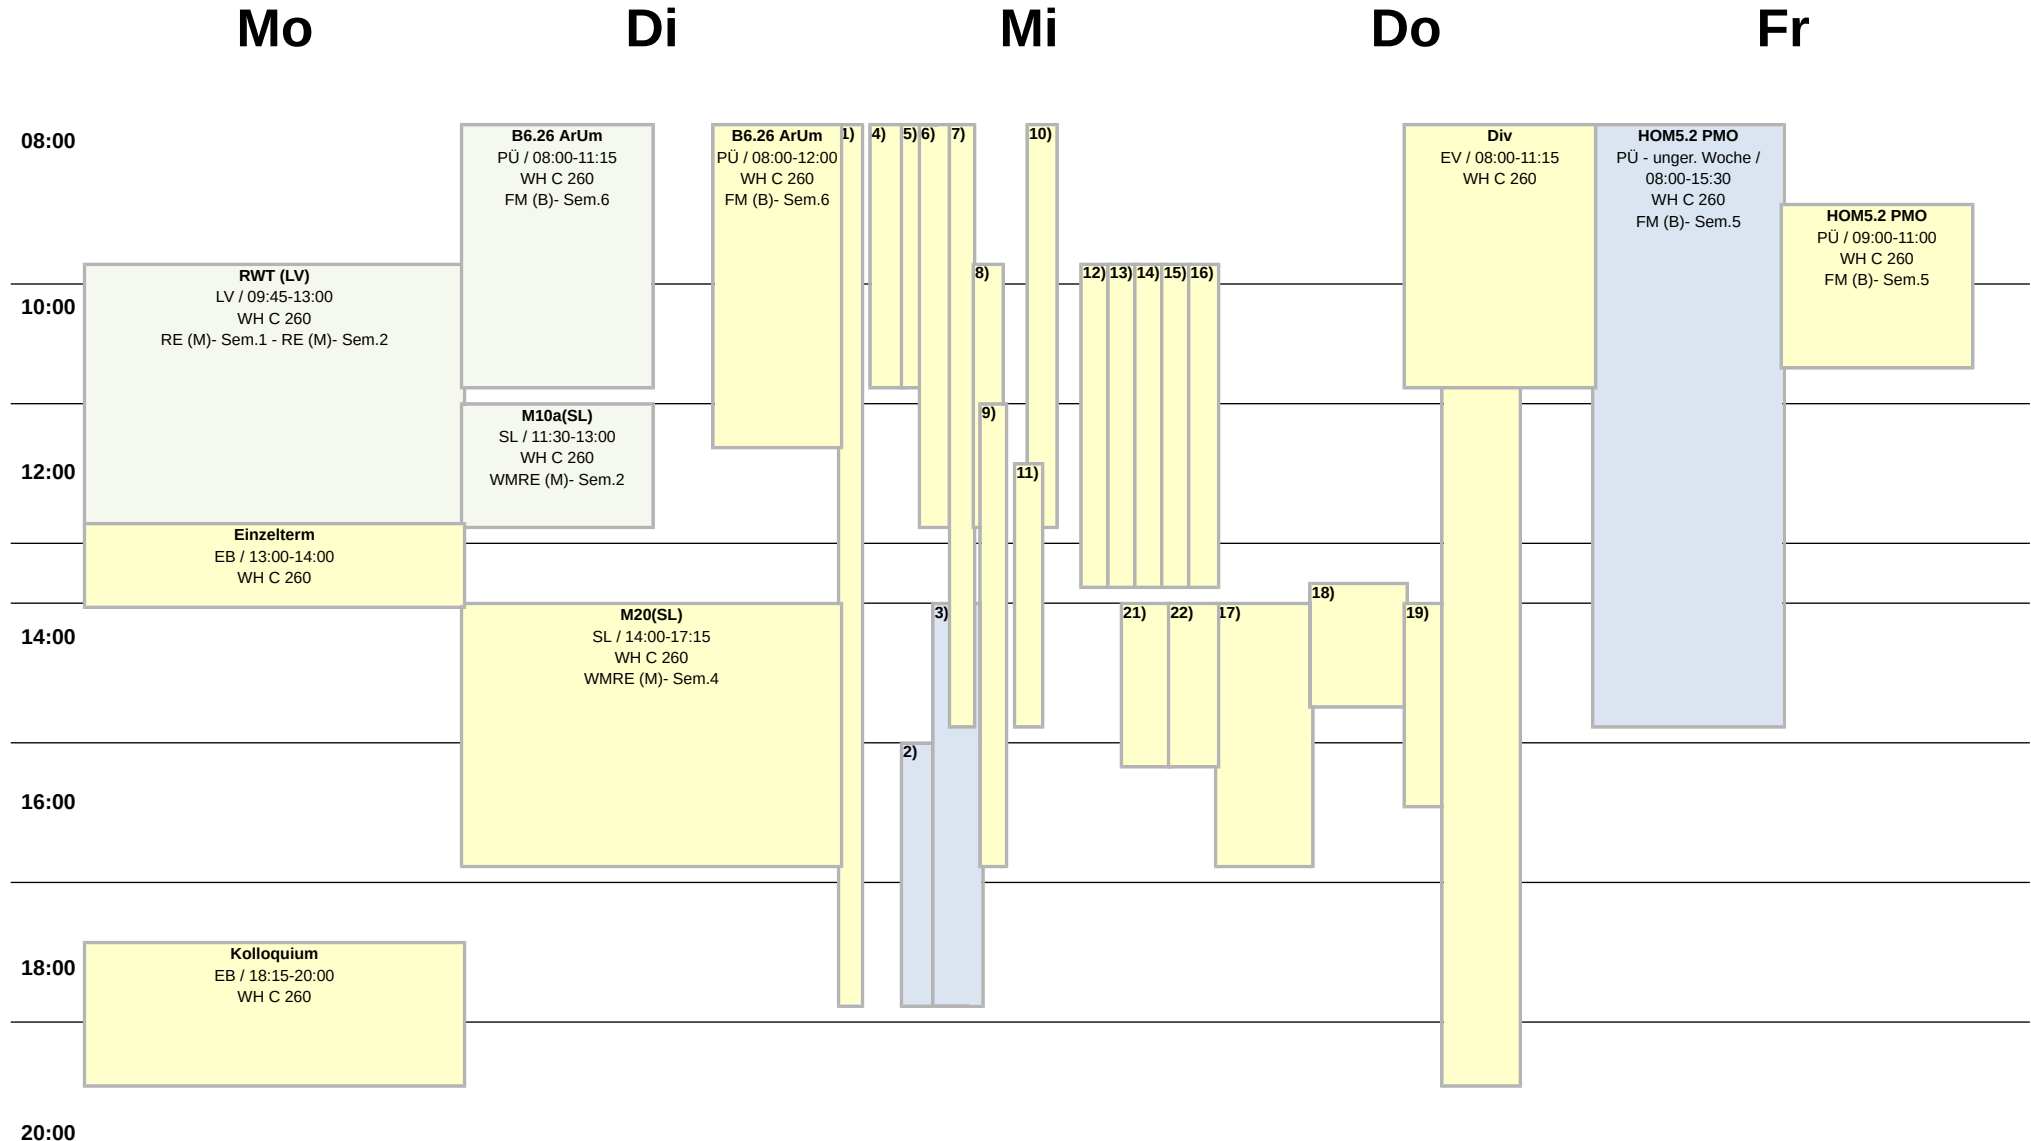 Mo
Di
Mi
Do
Fr
08:00
10:00
12:00
14:00
16:00
18:00
20:00
RWT (LV)
LV / 09:45-13:00
WH C 260
RE (M)- Sem.1 - RE (M)- Sem.2
Einzelterm
EB / 13:00-14:00
WH C 260
Kolloquium
EB / 18:15-20:00
WH C 260
B6.26 ArUm
PÜ / 08:00-11:15
WH C 260
FM (B)- Sem.6
M10a(SL)
SL / 11:30-13:00
WH C 260
WMRE (M)- Sem.2
B6.26 ArUm
PÜ / 08:00-12:00
WH C 260
FM (B)- Sem.6
M20(SL)
SL / 14:00-17:15
WH C 260
WMRE (M)- Sem.4
1)
4)
5)
6)
7)
10)
8)
12)
13)
14)
15)
16)
9)
11)
3)
2)
21)
22)
17)
18)
19)
Div
EV / 08:00-11:15
WH C 260
HOM5.2 PMO
PÜ - unger. Woche /
08:00-15:30
WH C 260
FM (B)- Sem.5
HOM5.2 PMO
PÜ / 09:00-11:00
WH C 260
FM (B)- Sem.5